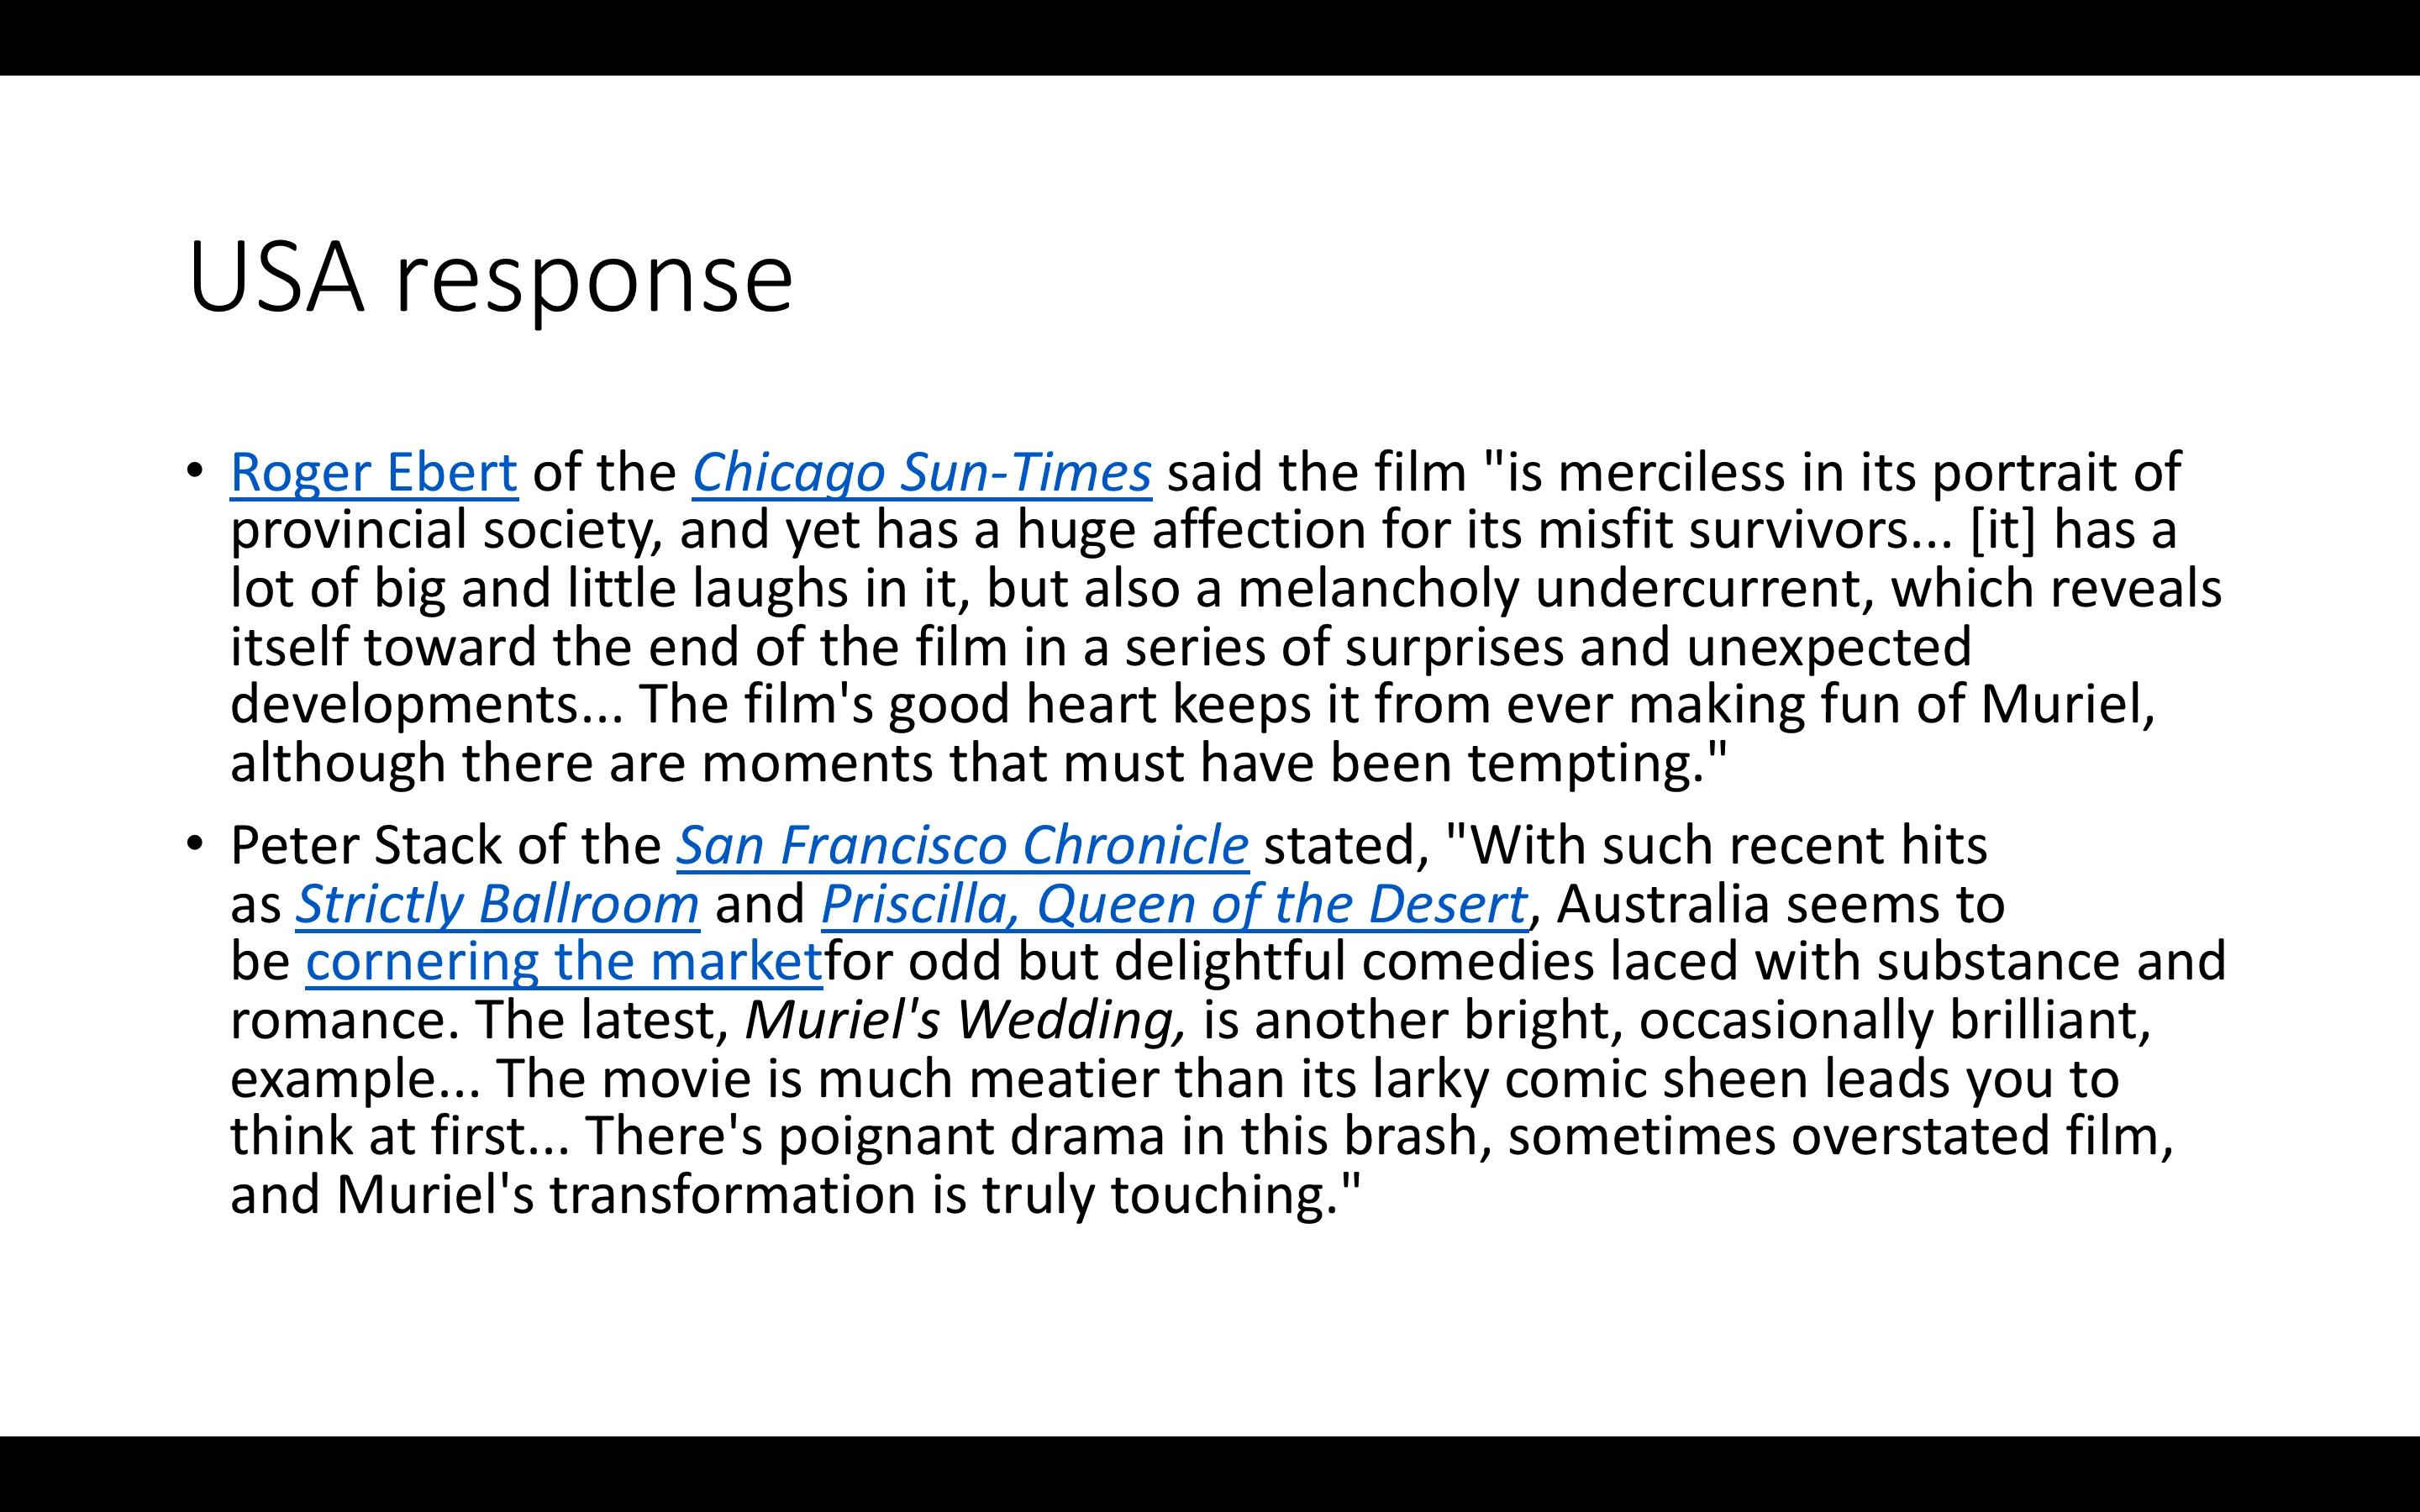 USA response
• Roger Ebert of the Chicago Sun-Times said the film "is merciless in its portrait of
provincial society, and yet has a huge affection for its misfit survivors... [it] has a
lot of big and little laughs in it, but also a melancholy undercurrent, which reveals
itself toward the end of the film in a series of surprises and unexpected
developments... The film's good heart keeps it from ever making fun of Muriel,
although there are moments that must have been tempting."
• Peter Stack of the San Francisco Chronicle stated, "With such recent hits
as Strictly Ballroom and Priscilla, Queen of the Desert, Australia seems to
be cornering the marketfor odd but delightful comedies laced with substance and
romance. The latest, Muriel's Wedding, is another bright, occasionally brilliant,
example... The movie is much meatier than its larky comic sheen leads you to
think at first... There's poignant drama in this brash, sometimes overstated film,
and Muriel's transformation is truly touching."